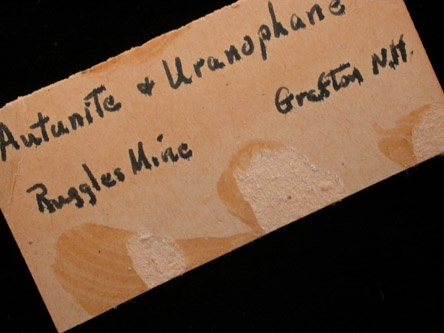 Autunite & Uranophane
Ruggles Mine
Grafton N.H.